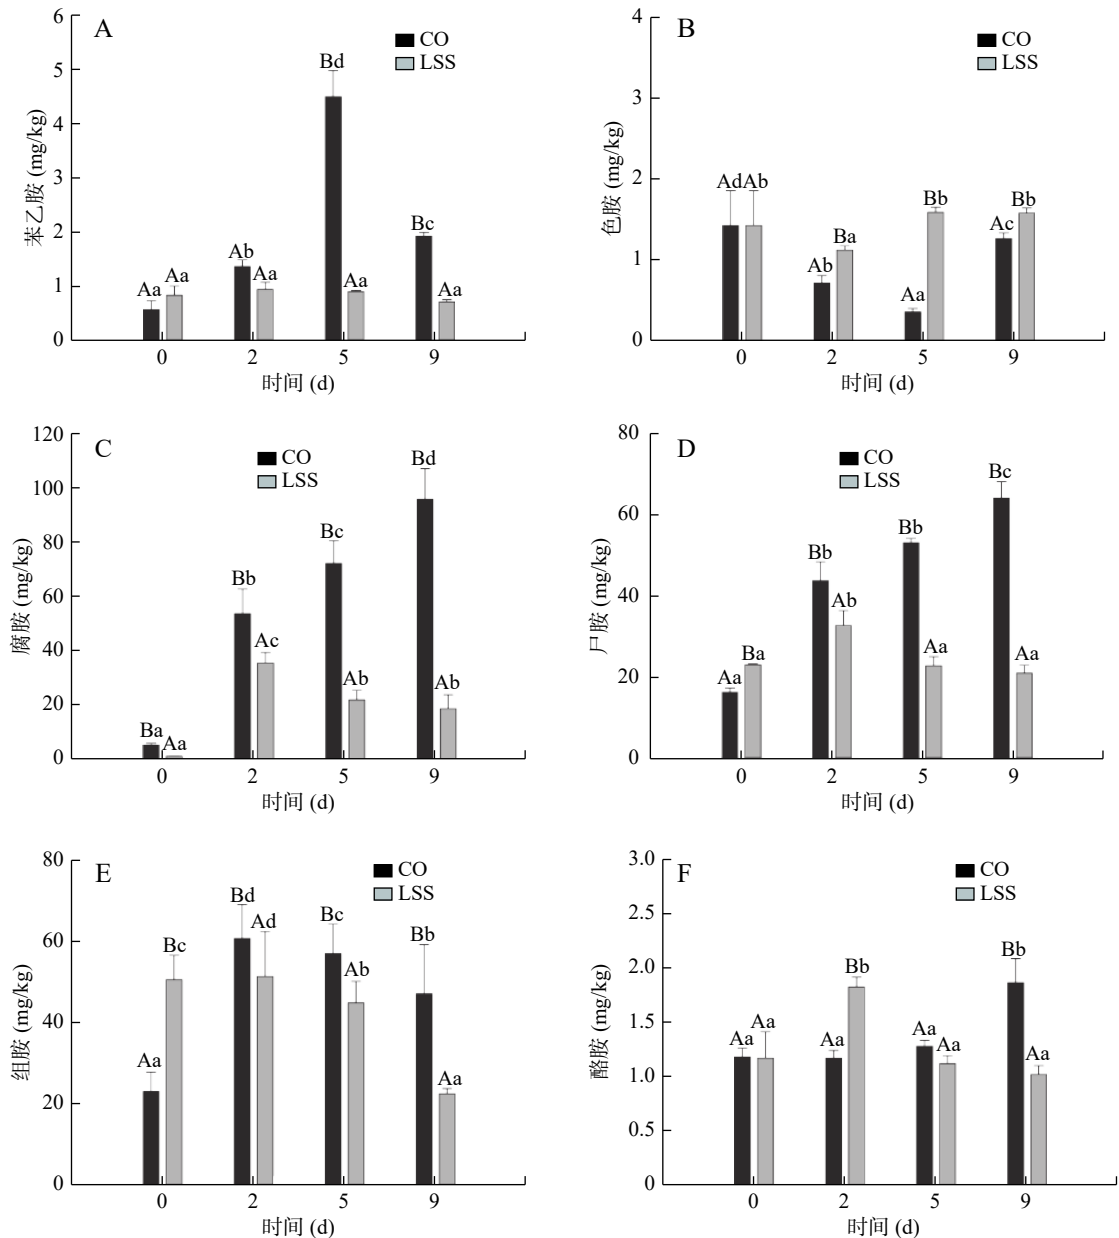 A
CO
LSS
苯乙胺 (mg/kg)
6
5
4
3
2
1
0
Aa
Aa
Ab
Aa
Bd
Aa
Bc
Aa
0
2
5
9
时间 (d)
B
CO
LSS
色胺 (mg/kg)
4
3
2
1
0
AdAb
Ab
Ba
Aa
Bb
Ac
Bb
0
2
5
9
时间 (d)
C
CO
LSS
腐胺 (mg/kg)
120
100
80
60
40
20
0
Ba
Aa
Bb
Ac
Bc
Ab
Bd
Ab
0
2
5
9
时间 (d)
D
CO
LSS
尸胺 (mg/kg)
80
60
40
20
0
Aa
Ba
Bb
Ab
Bb
Aa
Bc
Aa
0
2
5
9
时间 (d)
E
CO
LSS
组胺 (mg/kg)
80
60
40
20
0
Aa
Bc
Bd
Ad
Bc
Ab
Bb
Aa
0
2
5
9
时间 (d)
F
CO
LSS
酪胺 (mg/kg)
3.0
2.5
2.0
1.5
1.0
0.5
0
Aa
Aa
Aa
Bb
Aa
Aa
Bb
Aa
0
2
5
9
时间 (d)